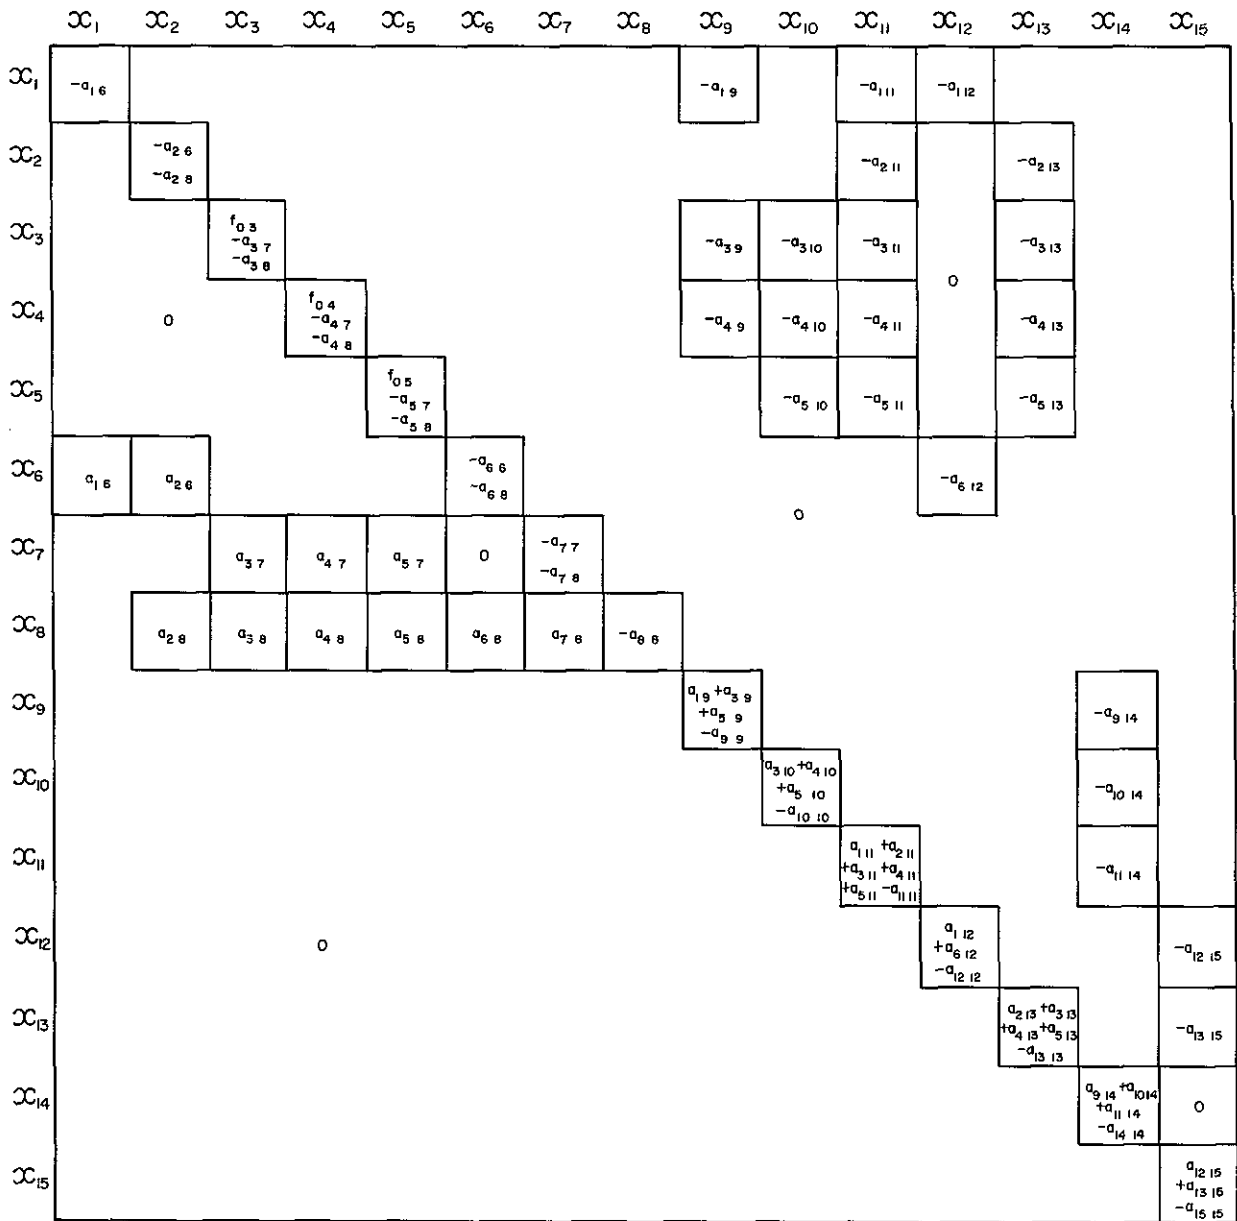 x₁ x₂ x₃ x₄ x₅ x₆ x₇ x₈ x₉ x₁₀ x₁₁ x₁₂ x₁₃ x₁₄ x₁₅
x₁ -a₁ ₆ -a₁ ₉ -a₁ ₁₁ -a₁ ₁₂
x₂ -a₂ ₆ -a₂ ₈ -a₂ ₁₁ -a₂ ₁₃
x₃ f₀ ₃ -a₃ ₇ -a₃ ₈ -a₃ ₉ -a₃ ₁₀ -a₃ ₁₁ 0 -a₃ ₁₃
x₄ 0 f₀ ₄ -a₄ ₇ -a₄ ₈ -a₄ ₉ -a₄ ₁₀ -a₄ ₁₁ -a₄ ₁₃
x₅ f₀ ₅ -a₅ ₇ -a₅ ₈ -a₅ ₁₀ -a₅ ₁₁ -a₅ ₁₃
x₆ a₁ ₆ a₂ ₆ -a₆ ₆ -a₆ ₈ -a₆ ₁₂
0
x₇ a₃ ₇ a₄ ₇ a₅ ₇ 0 -a₇ ₇ -a₇ ₈
x₈ a₂ ₈ a₃ ₈ a₄ ₈ a₅ ₈ a₆ ₈ a₇ ₈ -a₈ ₈
x₉ a₁ ₉ +a₃ ₉ +a₅ ₉ -a₉ ₉ -a₉ ₁₄
x₁₀ a₃ ₁₀ +a₄ ₁₀ +a₅ ₁₀ -a₁₀ ₁₀ -a₁₀ ₁₄
x₁₁ a₁ ₁₁ +a₂ ₁₁ +a₃ ₁₁ +a₄ ₁₁ +a₅ ₁₁ -a₁₁ ₁₁ -a₁₁ ₁₄
x₁₂ 0 a₁ ₁₂ +a₆ ₁₂ -a₁₂ ₁₂ -a₁₂ ₁₅
x₁₃ a₂ ₁₃ +a₃ ₁₃ +a₄ ₁₃ +a₅ ₁₃ -a₁₃ ₁₃ -a₁₃ ₁₅
x₁₄ a₉ ₁₄ +a₁₀ ₁₄ +a₁₁ ₁₄ -a₁₄ ₁₄ 0
x₁₅ a₁₂ ₁₅ +a₁₃ ₁₅ -a₁₅ ₁₅